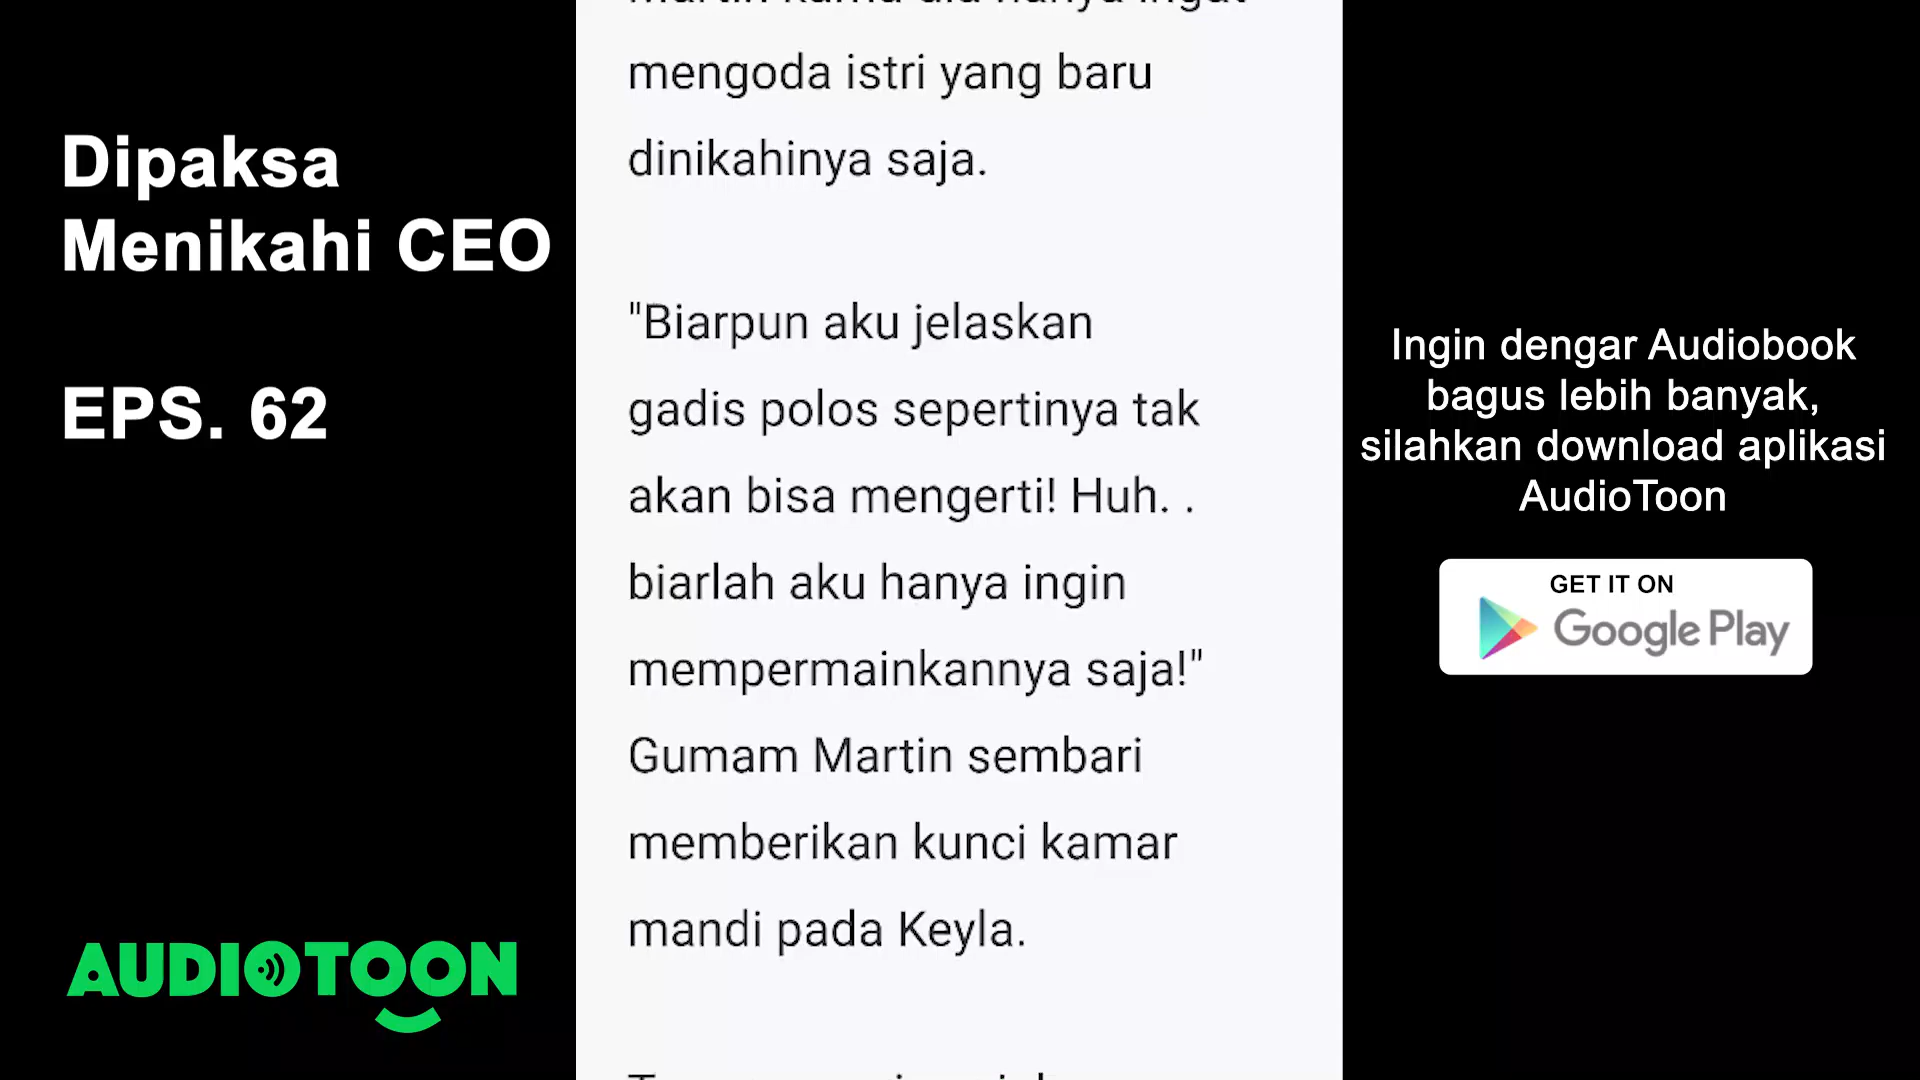 Dipaksa
Menikahi CEO
EPS. 62
AUDIOTOON
mengoda istri yang baru
dinikahinya saja.
"Biarpun aku jelaskan
gadis polos sepertinya tak
akan bisa mengerti! Huh. .
biarlah aku hanya ingin
mempermainkannya saja!"
Gumam Martin sembari
memberikan kunci kamar
mandi pada Keyla.
Ingin dengar Audiobook
bagus lebih banyak,
silahkan download aplikasi
AudioToon
GET IT ON
Google Play